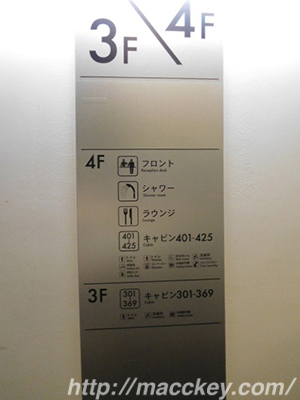 3F 4F
4F
フロント
Reception desk
シャワー
Shower room
ラウンジ
Lounge
401
425
キャビン401-425
Cabin
3F
301
369
キャビン301-369
Cabin
http://macckey.com/